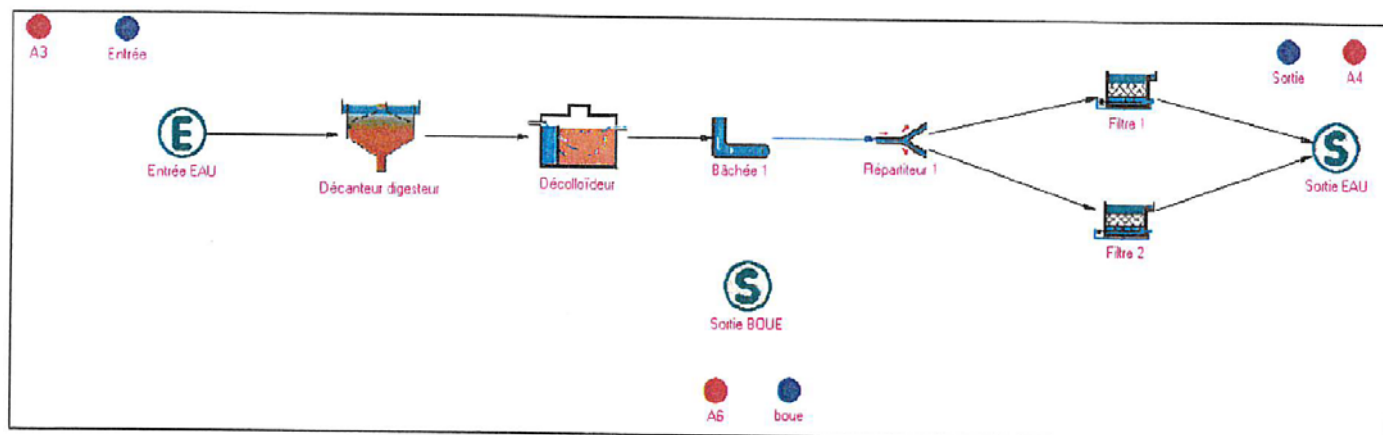 A3
Entrée
Sortie
A4
E
Entrée EAU
Décanteur digesteur
Décolloïdeur
Bâchée 1
Répartiteur 1
Filtre 1
S
Sortie EAU
Filtre 2
S
Sortie BOUE
A6
boue